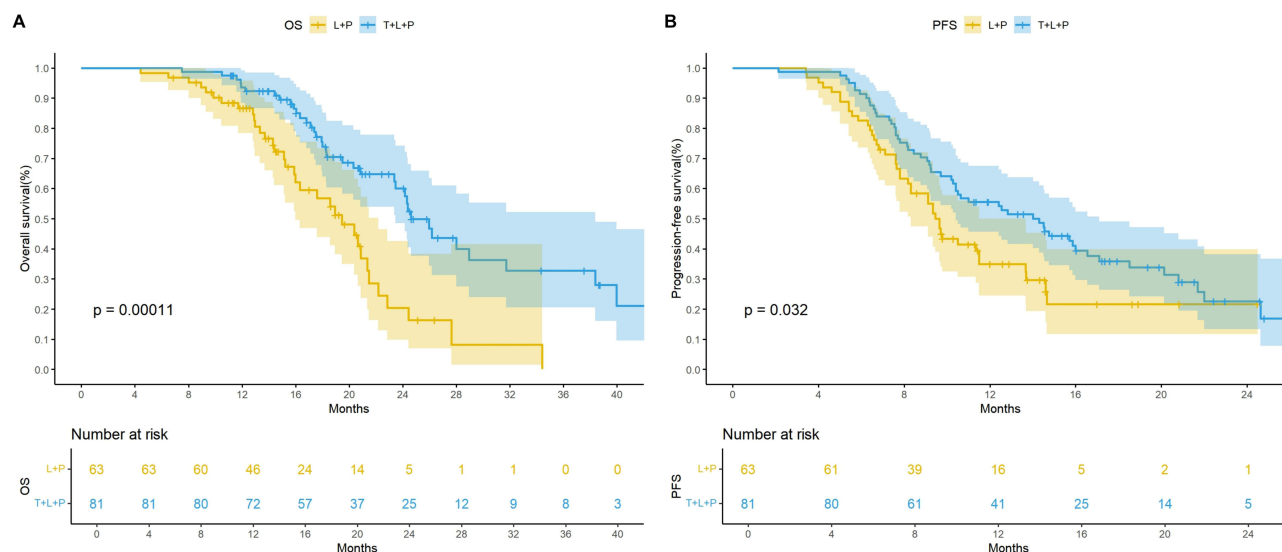 A
OS L+P T+L+P
Overall survival(%)
1.0
0.9
0.8
0.7
0.6
0.5
0.4
0.3
0.2
0.1
0.0
p = 0.00011
0 4 8 12 16 20 24 28 32 36 40
Months
Number at risk
OS
L+P 63 63 60 46 24 14 5 1 1 0 0
T+L+P 81 81 80 72 57 37 25 12 9 8 3
0 4 8 12 16 20 24 28 32 36 40
Months
B
PFS L+P T+L+P
Progression-free survival(%)
1.0
0.9
0.8
0.7
0.6
0.5
0.4
0.3
0.2
0.1
0.0
p = 0.032
0 4 8 12 16 20 24
Months
Number at risk
PFS
L+P 63 61 39 16 5 2 1
T+L+P 81 80 61 41 25 14 5
0 4 8 12 16 20 24
Months